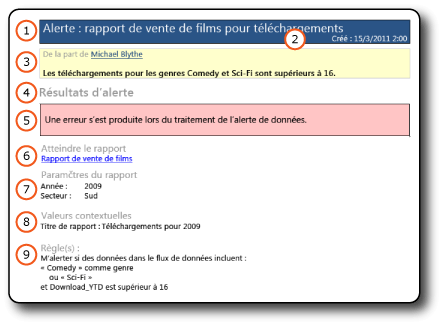 1 Alerte : rapport de vente de films pour téléchargements
2 Créé : 15/3/2011 2:00
3 De la part de Michael Blythe
Les téléchargements pour les genres Comedy et Sci-Fi sont supérieurs à 16.
4 Résultats d'alerte
5 Une erreur s'est produite lors du traitement de l'alerte de données.
6 Atteindre le rapport
Rapport de vente de films
7 Paramčtres du rapport
Année : 2009
Secteur : Sud
8 Valeurs contextuelles
Titre de rapport : Téléchargements pour 2009
9 Règle(s) :
M'alerter si des données dans le flux de données incluent :
« Comedy » comme genre
ou « Sci-Fi »
et Download_YTD est supérieur à 16